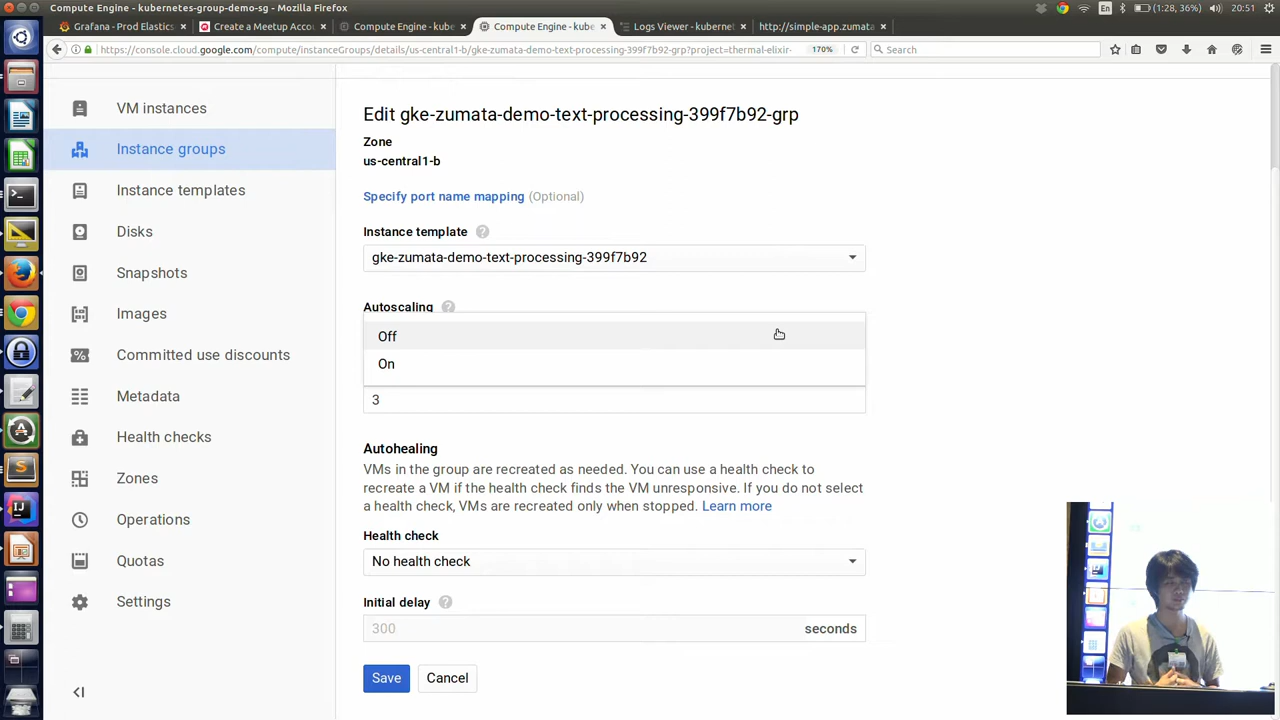 Compute Engine - kubernetes-group-demo-sg - Mozilla Firefox
En
(1:28, 36%)
20:51
Grafana - Prod Elastics
Create a Meetup Acco
Compute Engine - kube
Compute Engine - kube
Logs Viewer - kubernet
http://simple-app.zumata
https://console.cloud.google.com/compute/instanceGroups/details/us-central1-b/gke-zumata-demo-text-processing-399f7b92-grp?project=thermal-elixir-
170%
Search
VM instances
Instance groups
Instance templates
Disks
Snapshots
Images
Committed use discounts
Metadata
Health checks
Zones
Operations
Quotas
Settings
Edit gke-zumata-demo-text-processing-399f7b92-grp
Zone
us-central1-b
Specify port name mapping (Optional)
Instance template
gke-zumata-demo-text-processing-399f7b92
Autoscaling
Off
On
3
Autohealing
VMs in the group are recreated as needed. You can use a health check to
recreate a VM if the health check finds the VM unresponsive. If you do not select
a health check, VMs are recreated only when stopped. Learn more
Health check
No health check
Initial delay
300 seconds
Save Cancel